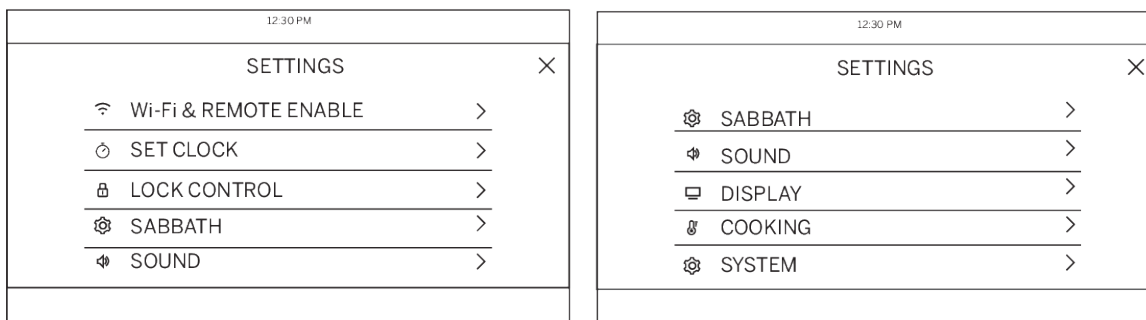 12:30 PM
SETTINGS
Wi-Fi & REMOTE ENABLE
SET CLOCK
LOCK CONTROL
SABBATH
SOUND
12:30 PM
SETTINGS
SABBATH
SOUND
DISPLAY
COOKING
SYSTEM